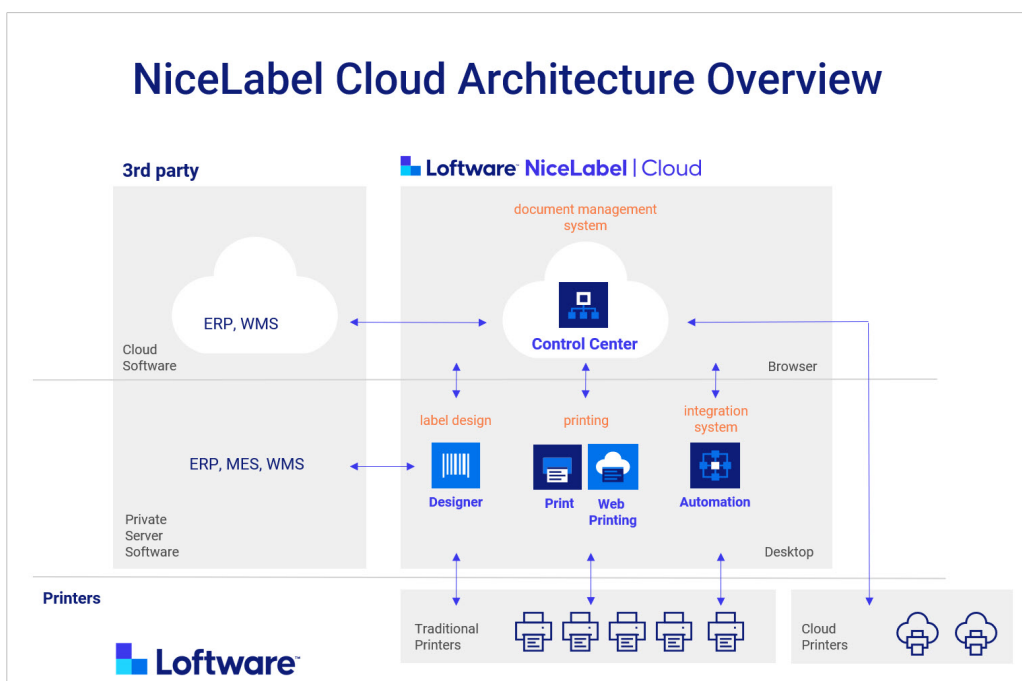 NiceLabel Cloud Architecture Overview
3rd party
Loftware™ NiceLabel | Cloud
document management
system
ERP, WMS
Control Center
Cloud
Software
Browser
label design
printing
integration
system
ERP, MES, WMS
Designer
Print
Web
Printing
Automation
Private
Server
Software
Desktop
Printers
Traditional
Printers
Cloud
Printers
Loftware™